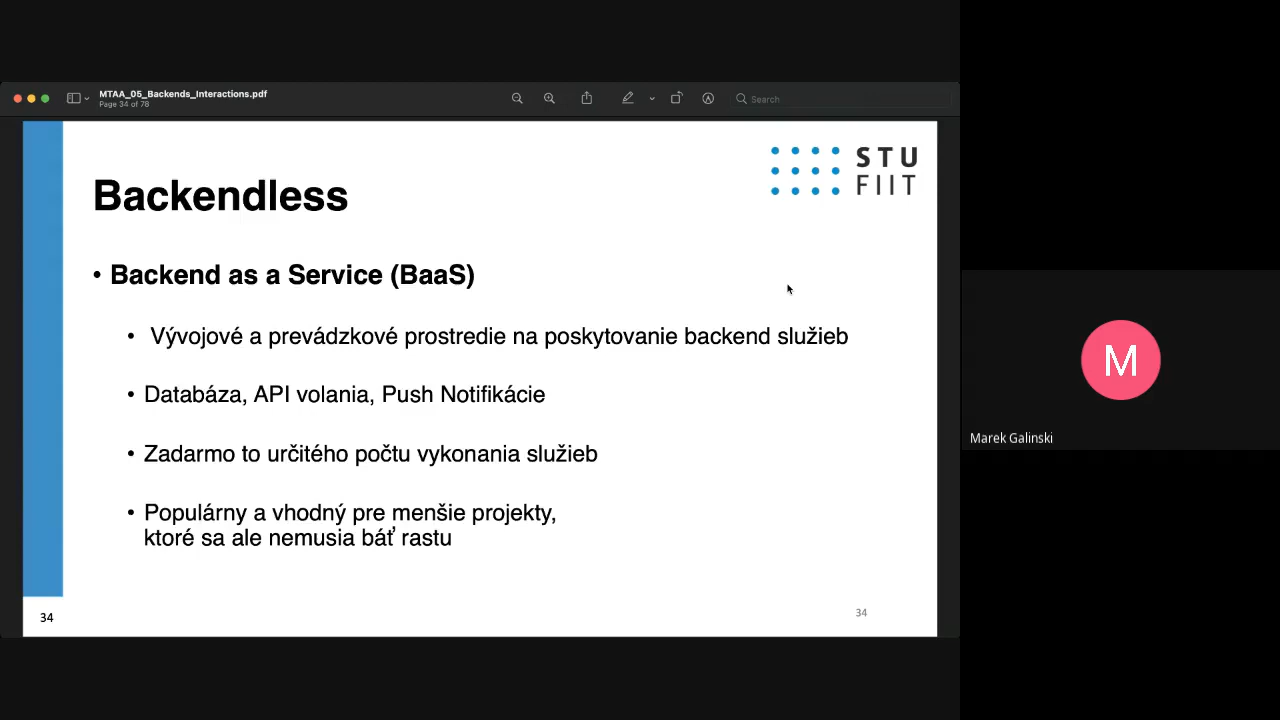 MTAA_05_Backends_Interactions.pdf
Page 34 of 78
Search
STU
FIIT
Backendless
• Backend as a Service (BaaS)
• Vývojové a prevádzkové prostredie na poskytovanie backend služieb
• Databáza, API volania, Push Notifikácie
• Zadarmo to určitého počtu vykonania služieb
• Populárny a vhodný pre menšie projekty,
ktoré sa ale nemusia báť rastu
34
34
M
Marek Galinski